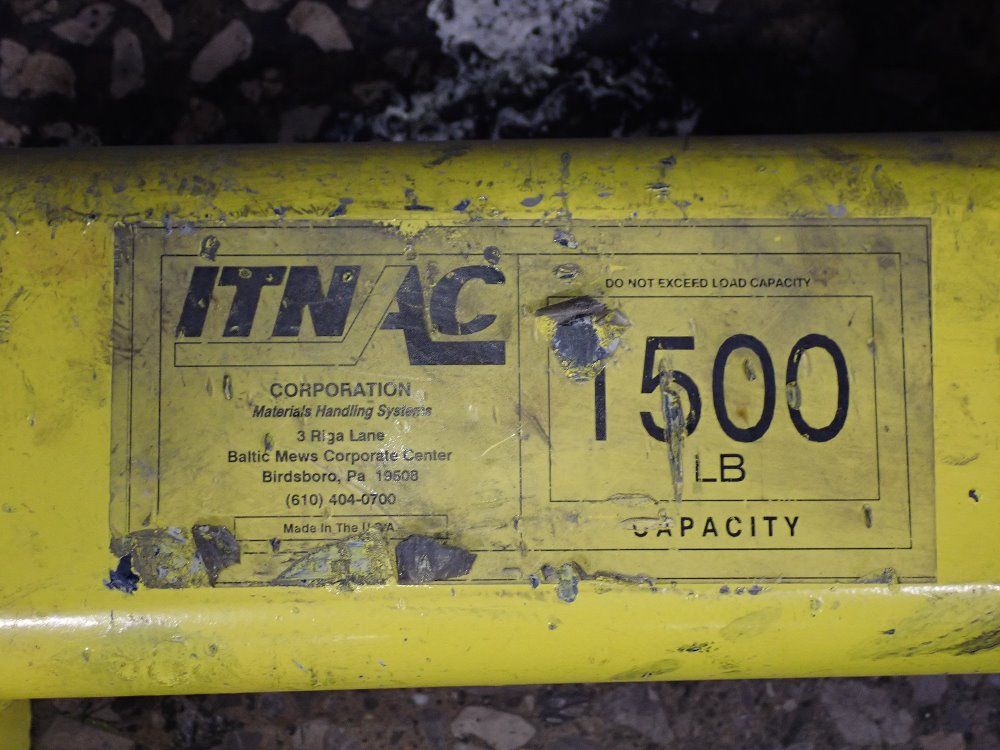 ITNAC
CORPORATION
Materials Handling Systems
3 Riga Lane
Baltic Mews Corporate Center
Birdsboro, Pa 19508
(610) 404-0700
Made In The U.S.A.
DO NOT EXCEED LOAD CAPACITY
1500
LB
CAPACITY